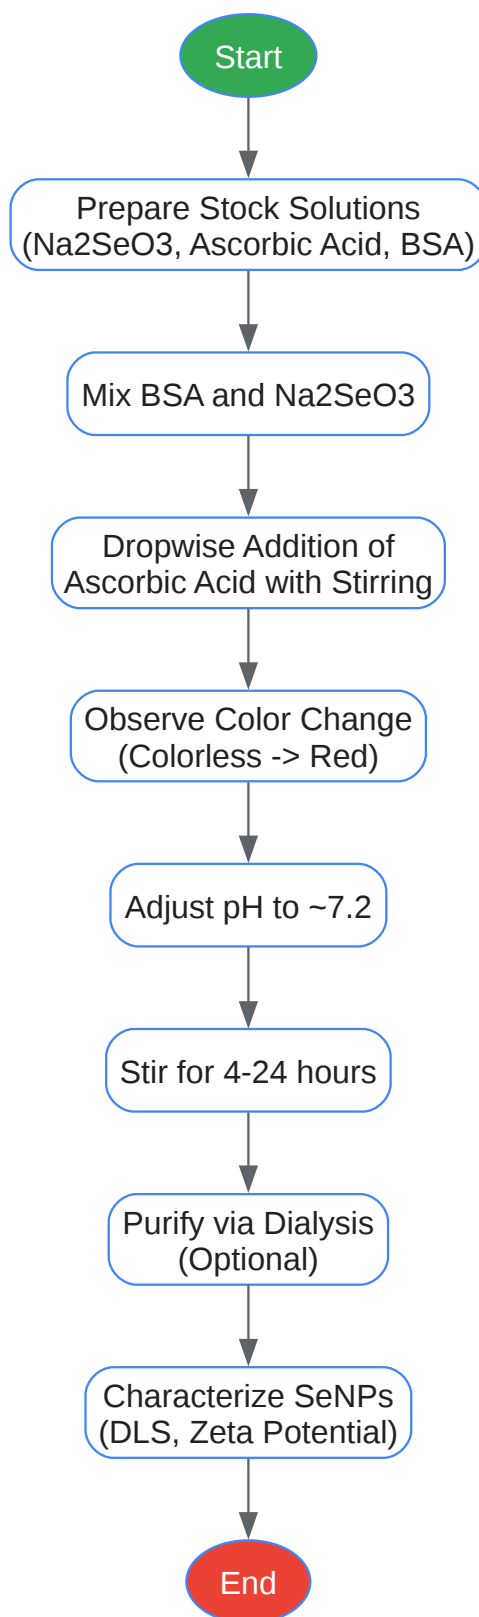 Start
Prepare Stock Solutions
(Na2SeO3, Ascorbic Acid, BSA)
Mix BSA and Na2SeO3
Dropwise Addition of
Ascorbic Acid with Stirring
Observe Color Change
(Colorless -> Red)
Adjust pH to ~7.2
Stir for 4-24 hours
Purify via Dialysis
(Optional)
Characterize SeNPs
(DLS, Zeta Potential)
End